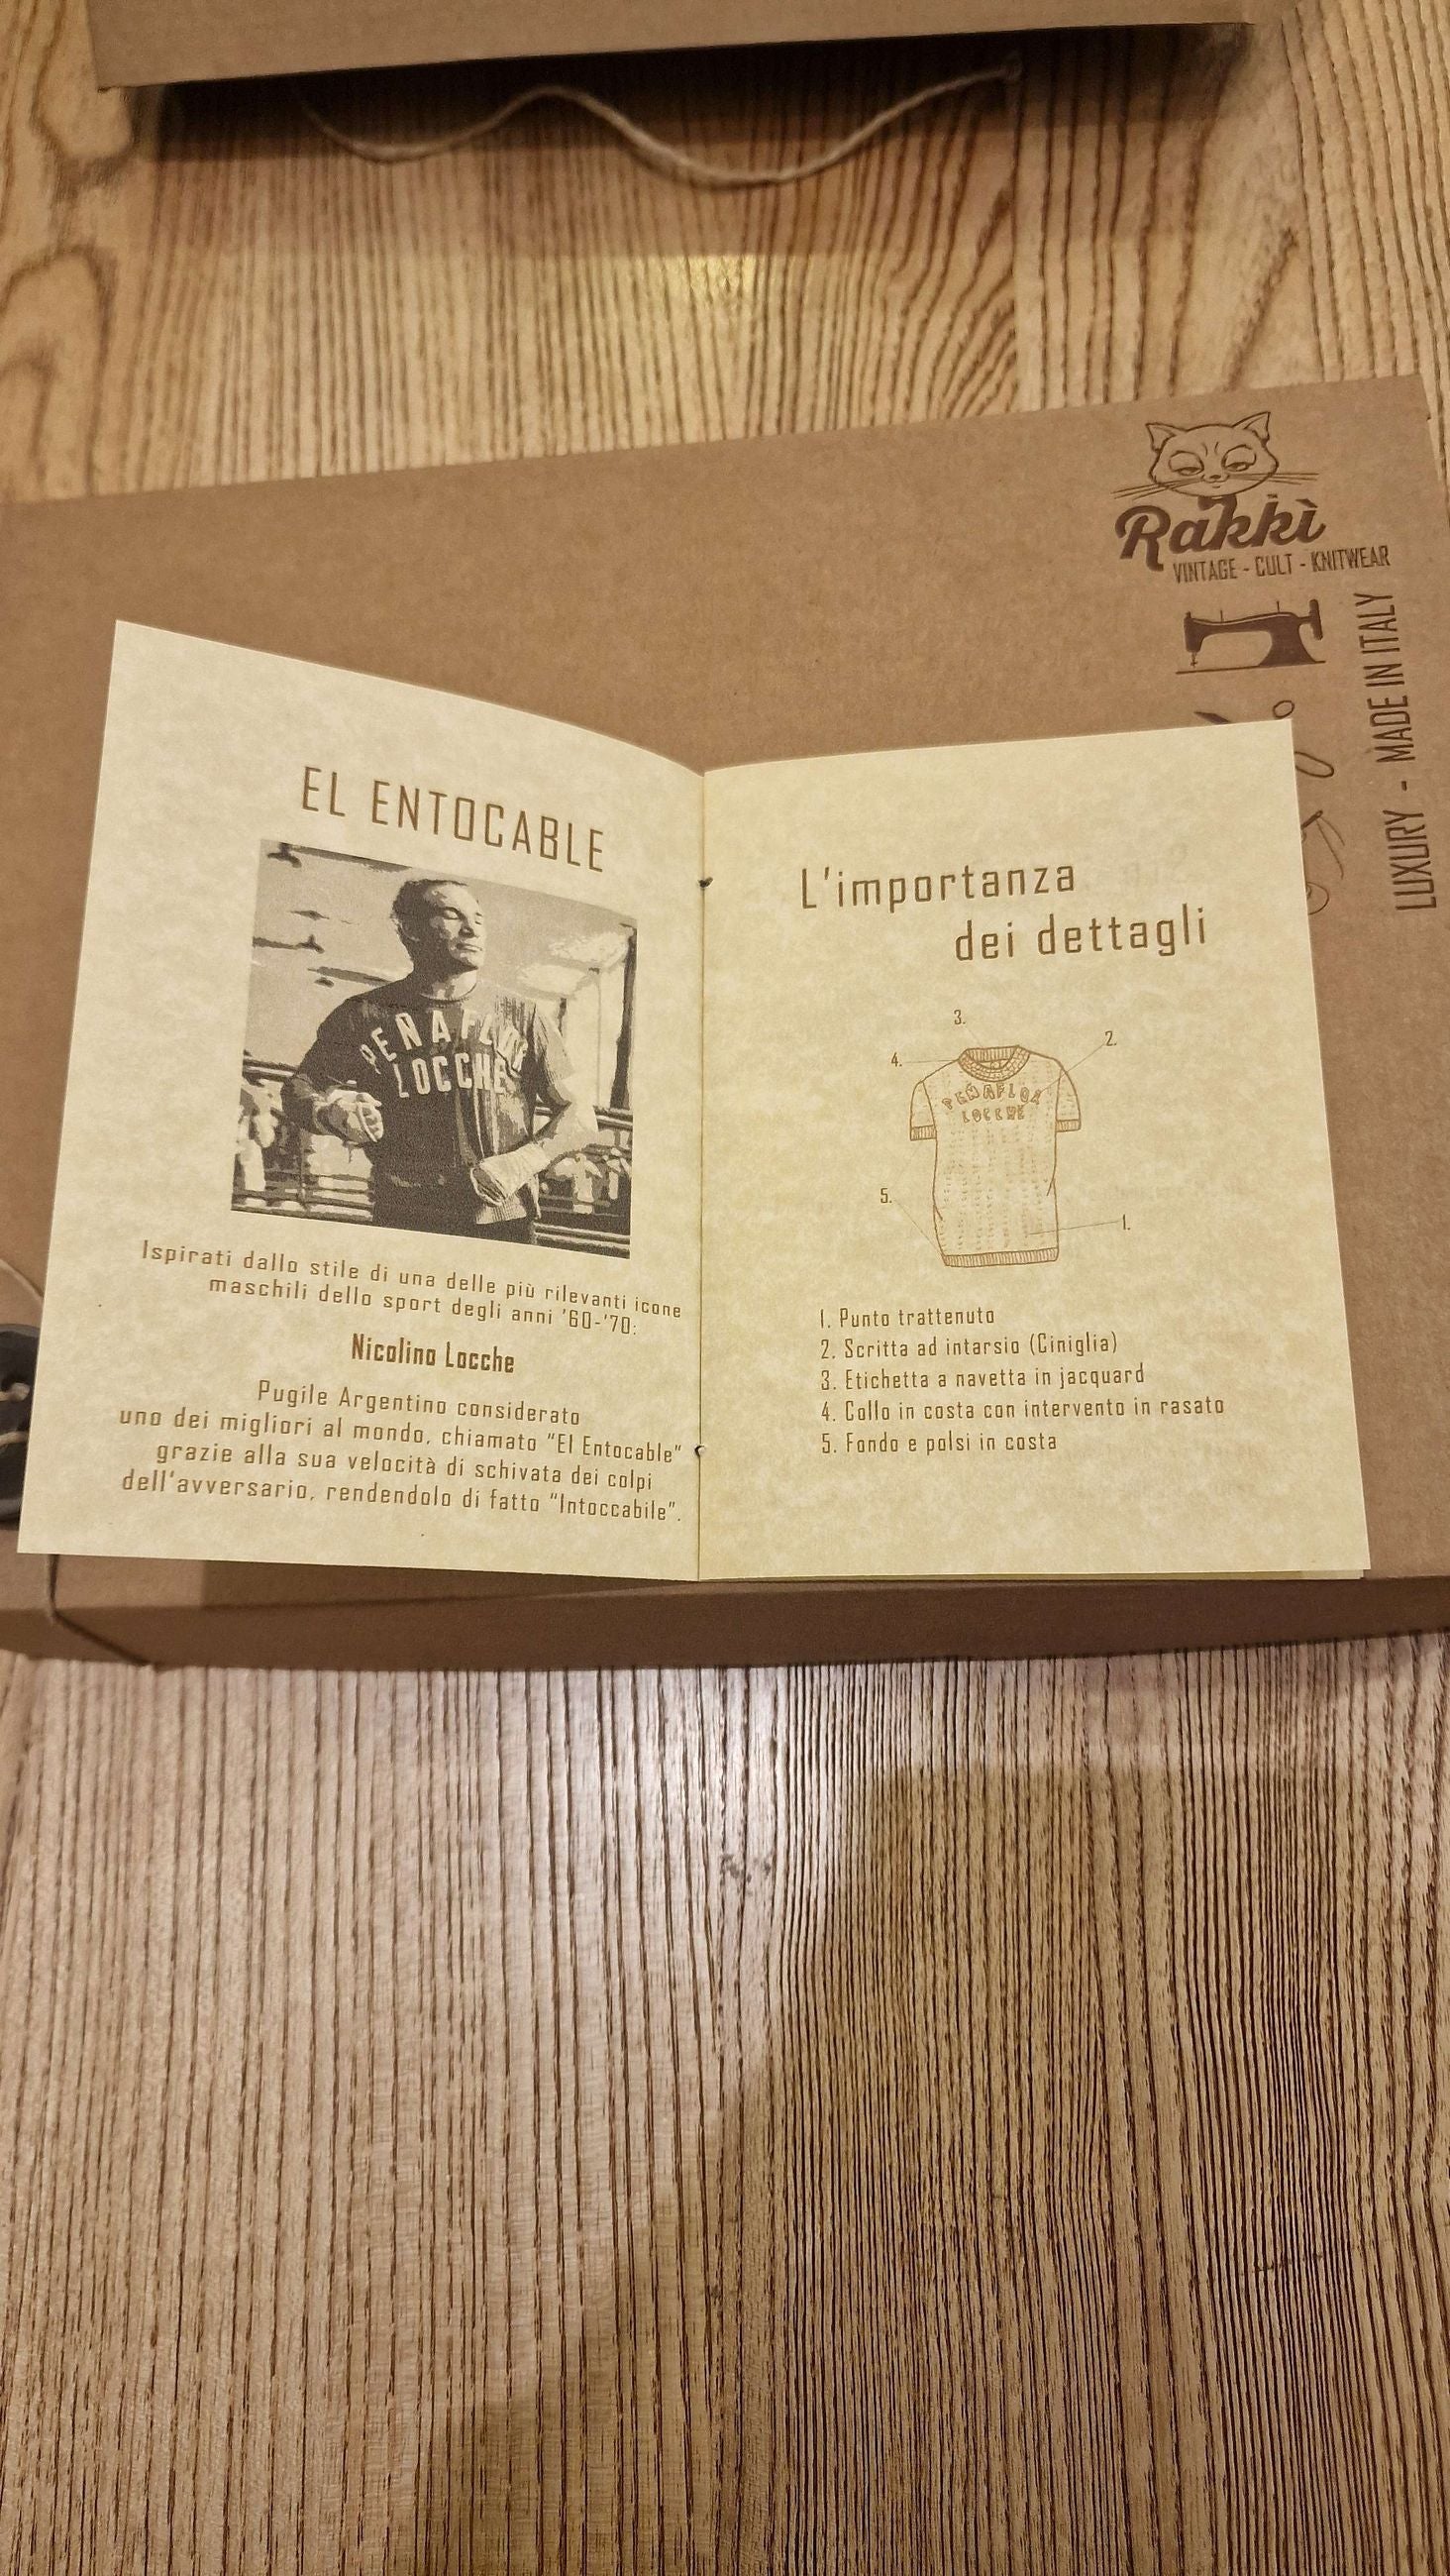 Rakkì
VINTAGE - CULT - KNITWEAR
LUXURY - MADE IN ITALY
EL ENTOCABLE
PEÑAFLOR
LOCCHE
Ispirati dallo stile di una delle più rilevanti icone
maschili dello sport degli anni '60-'70:
Nicolino Locche
Pugile Argentino considerato
uno dei migliori al mondo, chiamato "El Entocable"
grazie alla sua velocità di schivata dei colpi
dell'avversario, rendendolo di fatto "Intoccabile".
L'importanza
dei dettagli
3.
2.
4.
PEÑAFLOR
LOCCHE
5.
1.
1. Punto trattenuto
2. Scritta ad intarsio (Ciniglia)
3. Etichetta a navetta in jacquard
4. Collo in costa con intervento in rasato
5. Fondo e polsi in costa